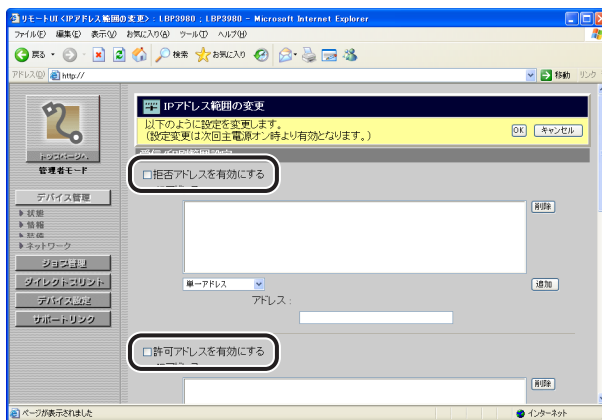 リモートUI <IPアドレス範囲の変更> : LBP3980 ; LBP3980 - Microsoft Internet Explorer
ファイル(F) 編集(E) 表示(V) お気に入り(A) ツール(T) ヘルプ(H)
戻る 検索 お気に入り
アドレス(D) http:// 移動 リンク
IPアドレス範囲の変更
以下のように設定を変更します。
(設定変更は次回主電源オン時より有効となります。)
OK キャンセル
トップページへ
管理者モード
デバイス管理
状態
情報
ネットワーク
ジョブ管理
ダイレクトプリント
デバイス設定
サポートリンク
受信/印刷範囲設定
拒否アドレスを有効にする
削除
単一アドレス
追加
アドレス :
許可アドレスを有効にする
削除
ページが表示されました
インターネット